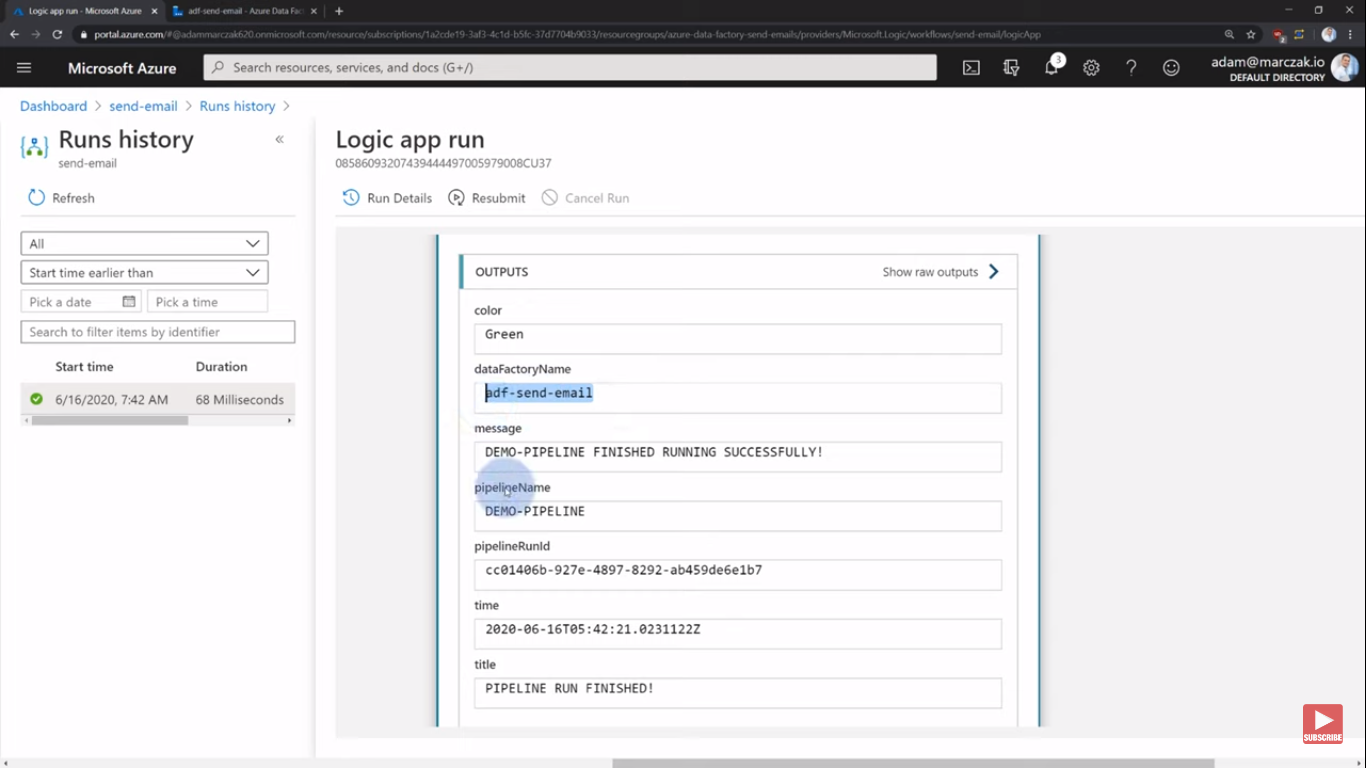 Logic app run - Microsoft Azure
adf-send-email - Azure Data Fac
portal.azure.com/#@adammarczak620.onmicrosoft.com/resource/subscriptions/1a2cde19-3af3-4c1d-b5fc-37d7704b9033/resourcegroups/azure-data-factory-send-emails/providers/Microsoft.Logic/workflows/send-email/logicApp
Microsoft Azure
Search resources, services, and docs (G+/)
3
adam@marczak.io
DEFAULT DIRECTORY
Dashboard > send-email > Runs history >
Runs history
send-email
Refresh
All
Start time earlier than
Pick a date
Pick a time
Search to filter items by identifier
Start time Duration
6/16/2020, 7:42 AM 68 Milliseconds
Logic app run
08586093207439444497005979008CU37
Run Details Resubmit Cancel Run
OUTPUTS
Show raw outputs
color
Green
dataFactoryName
adf-send-email
message
DEMO-PIPELINE FINISHED RUNNING SUCCESSFULLY!
pipelineName
DEMO-PIPELINE
pipelineRunId
cc01406b-927e-4897-8292-ab459de6e1b7
time
2020-06-16T05:42:21.0231122Z
title
PIPELINE RUN FINISHED!
SUBSCRIBE